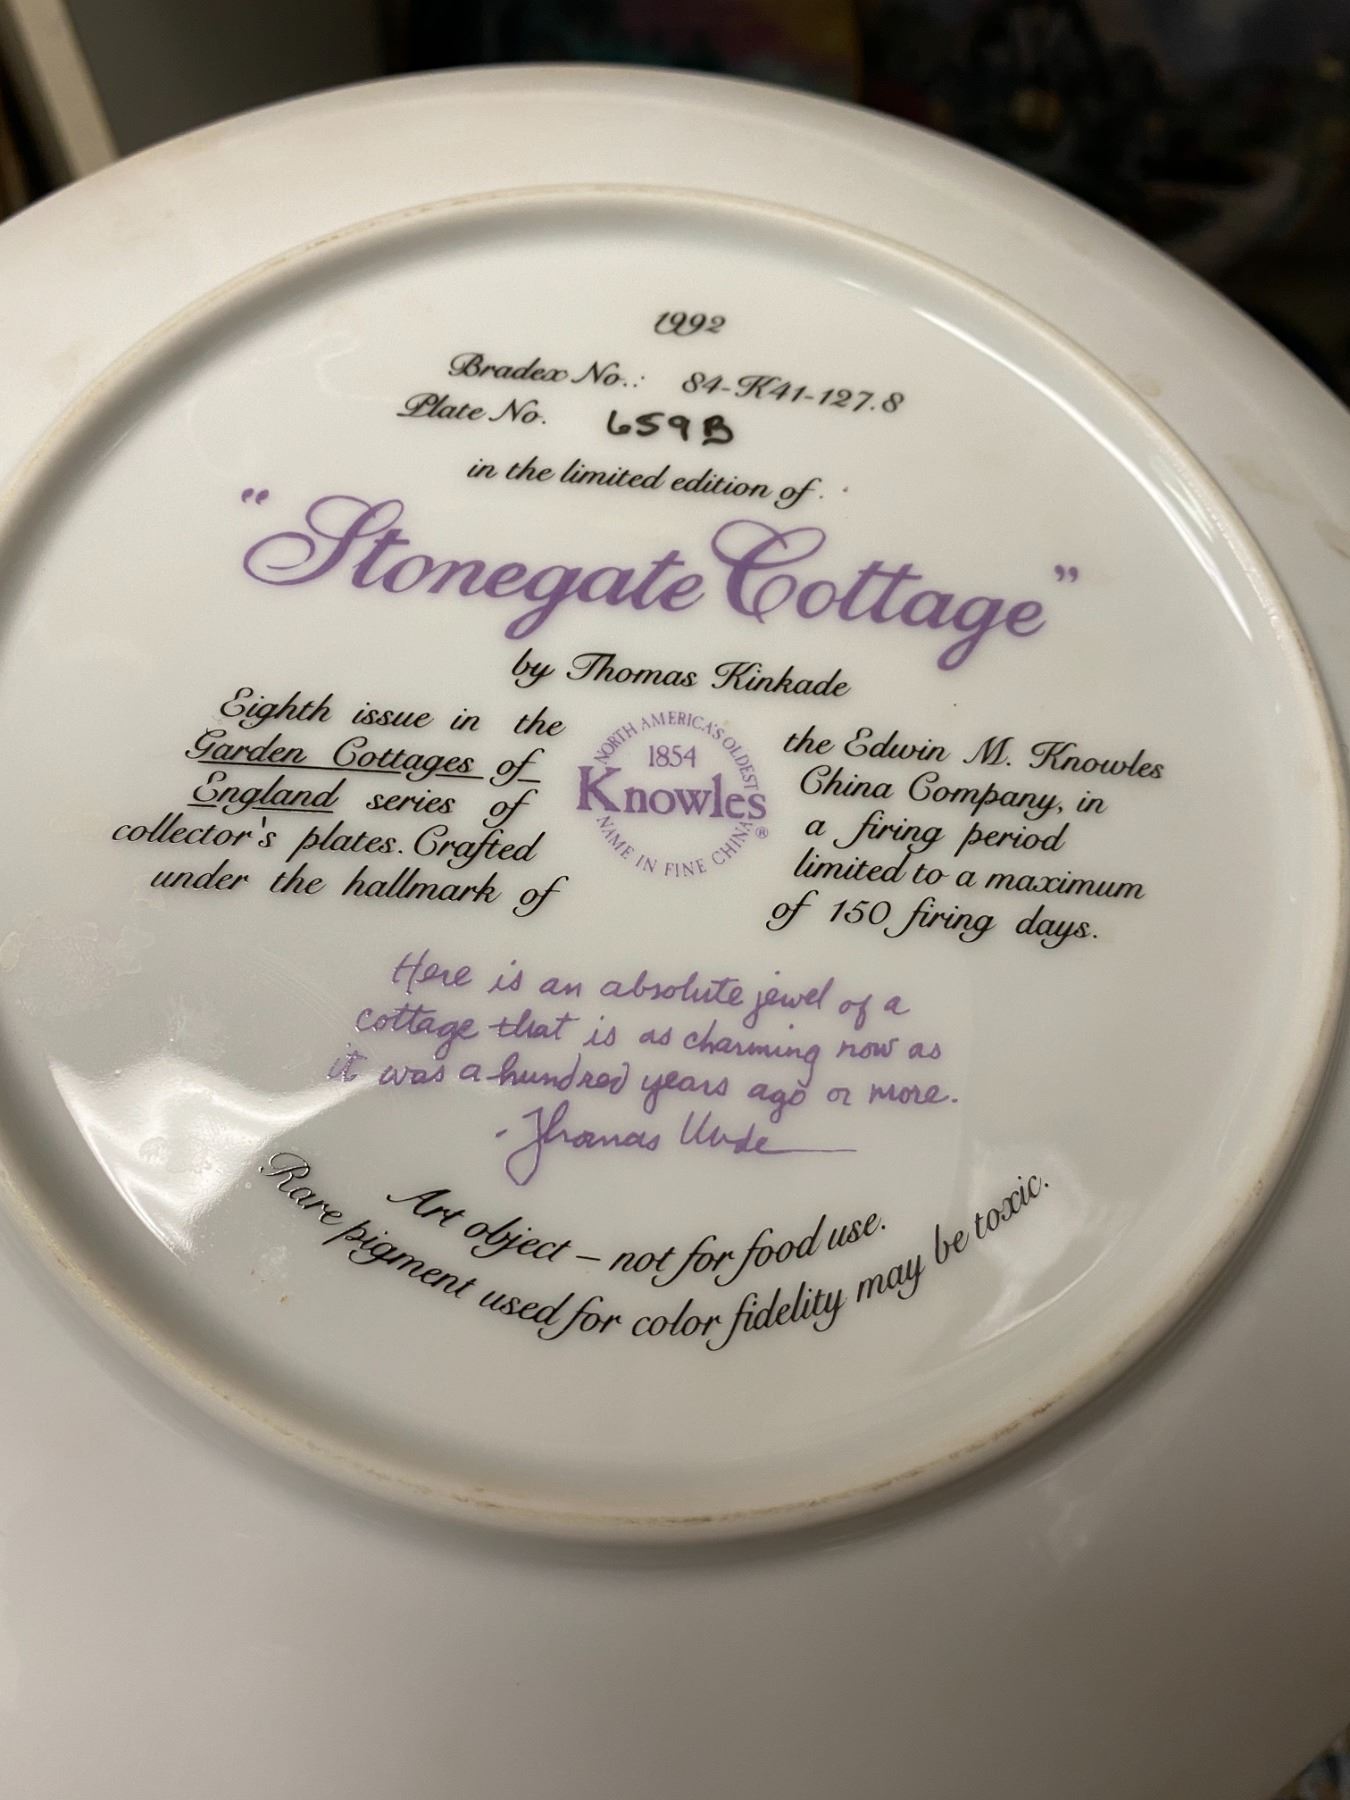 1992
Bradex No.: 84-K41-127.8
Plate No. 659B
in the limited edition of
"Stonegate Cottage"
by Thomas Kinkade
Eighth issue in the
Garden Cottages of
England series of
collector's plates. Crafted
under the hallmark of
NORTH AMERICA'S OLDEST
1854
Knowles®
NAME IN FINE CHINA
the Edwin M. Knowles
China Company, in
a firing period
limited to a maximum
of 150 firing days.
Here is an absolute jewel of a
cottage that is as charming now as
it was a hundred years ago or more.
- Thomas
Art object – not for food use.
Rare pigment used for color fidelity may be toxic.